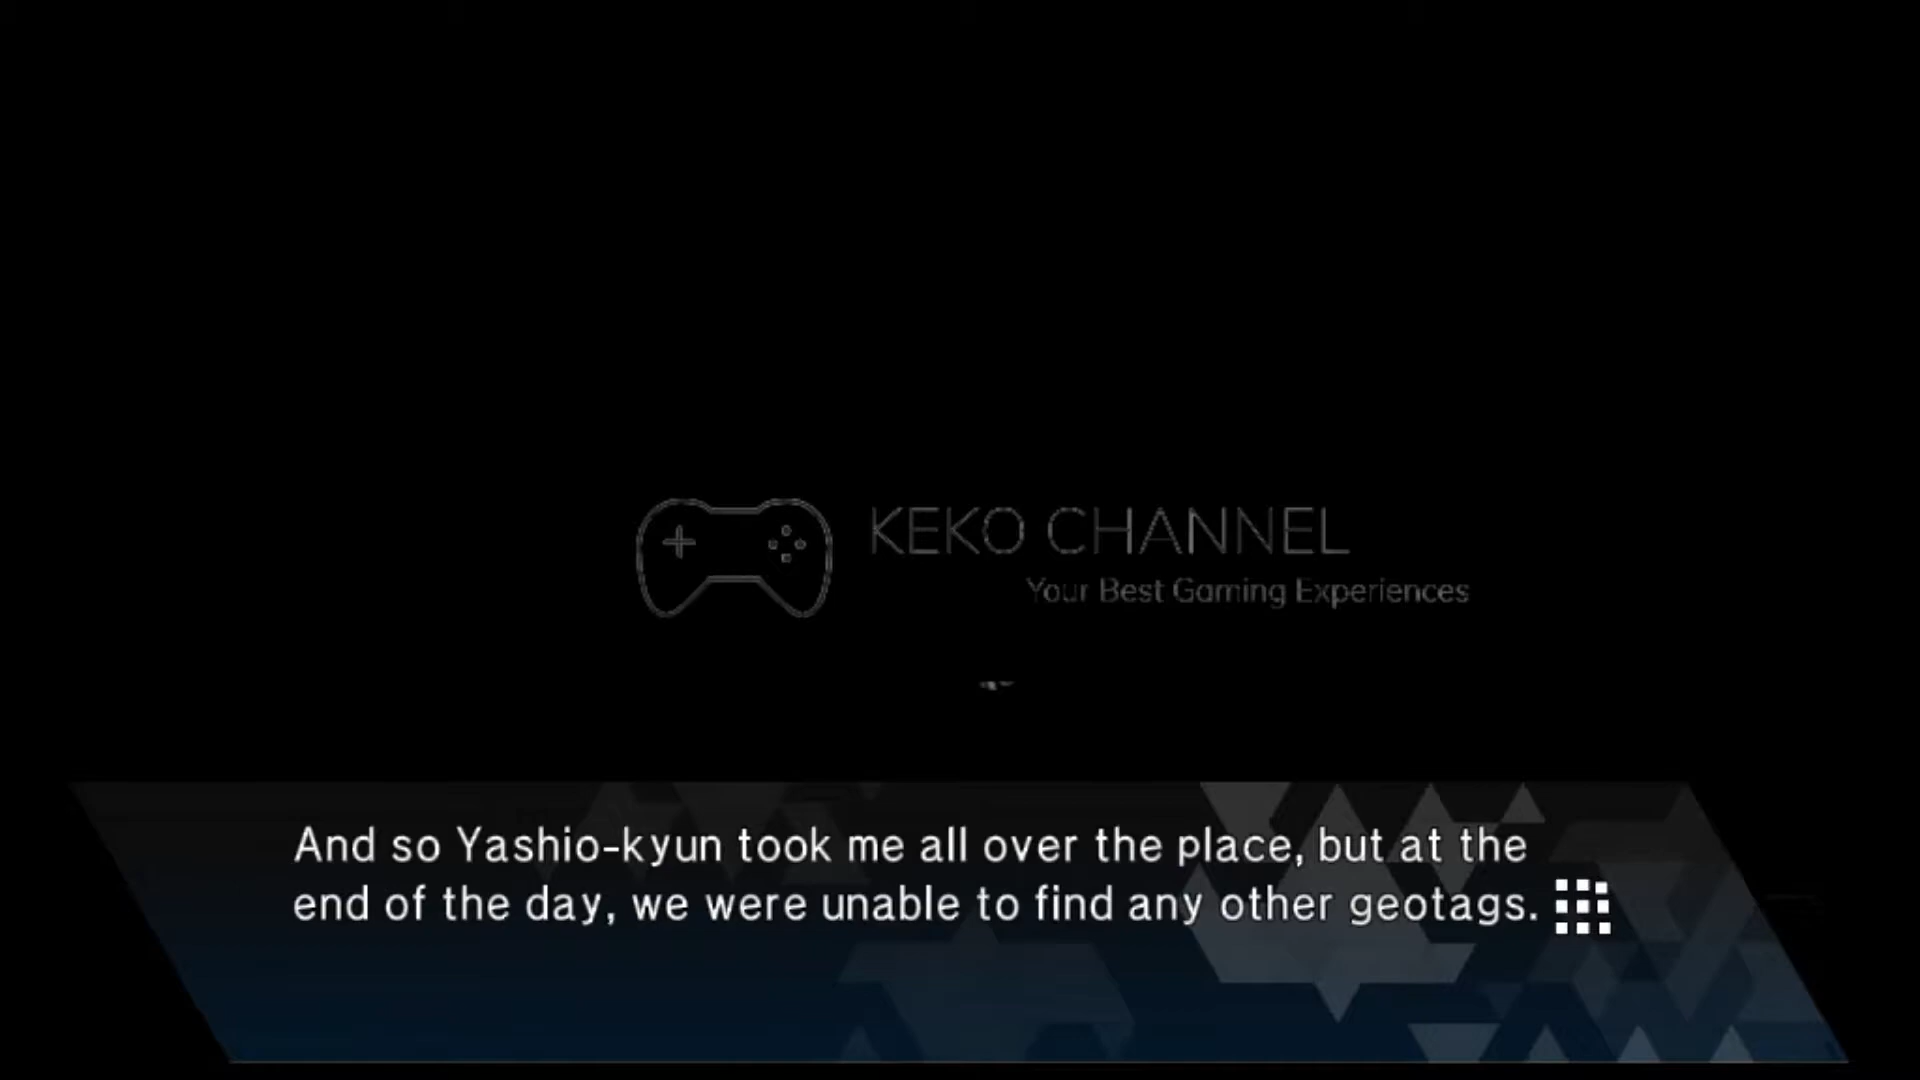 KEKO CHANNEL
Your Best Gaming Experiences
And so Yashio-kyun took me all over the place, but at the
end of the day, we were unable to find any other geotags.